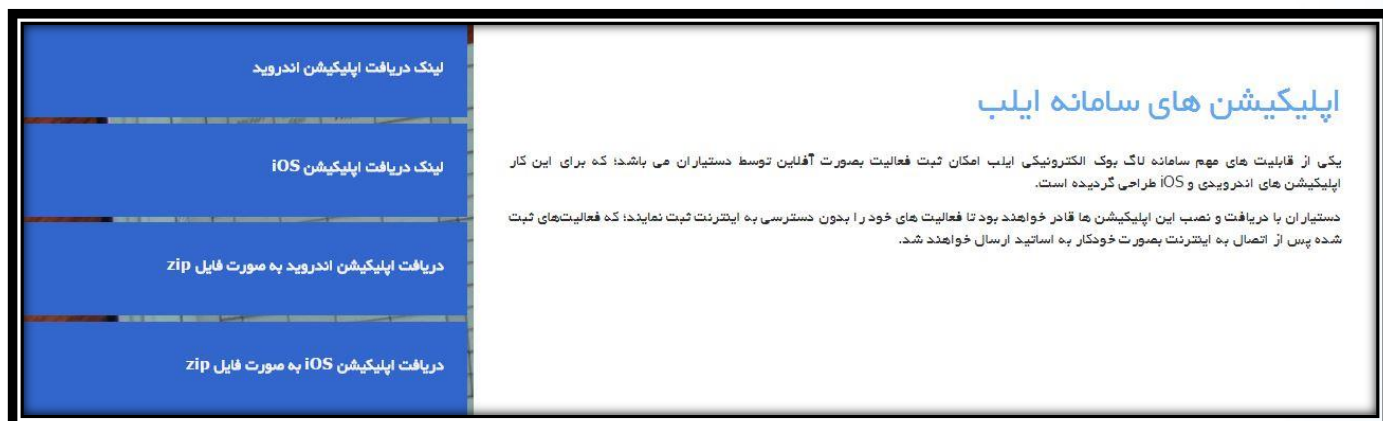 اپلیکیشن های سامانه ایلب
یکی از قابلیت های مهم سامانه لاگ بوک الکترونیکی ایلب امکان ثبت فعالیت بصورت آفلاین توسط دستیاران می باشد؛ که برای این کار
اپلیکیشن های اندرویدی و iOS طراحی گردیده است.
دستیاران با دریافت و نصب این اپلیکیشن ها قادر خواهند بود تا فعالیت های خود را بدون دسترسی به اینترنت ثبت نمایند؛ که فعالیت‌های ثبت
شده پس از اتصال به اینترنت بصورت خودکار به اساتید ارسال خواهند شد.
لینک دریافت اپلیکیشن اندروید
لینک دریافت اپلیکیشن iOS
دریافت اپلیکیشن اندروید به صورت فایل zip
دریافت اپلیکیشن iOS به صورت فایل zip